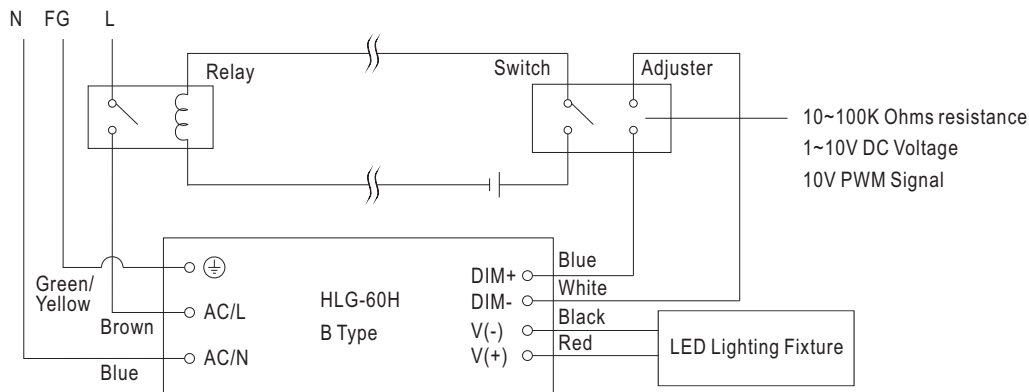 N FG L
Relay
Switch
Adjuster
10~100K Ohms resistance
1~10V DC Voltage
10V PWM Signal
Green/
Yellow
Brown
Blue
AC/L
AC/N
HLG-60H
B Type
DIM+
DIM-
V(-)
V(+)
Blue
White
Black
Red
LED Lighting Fixture